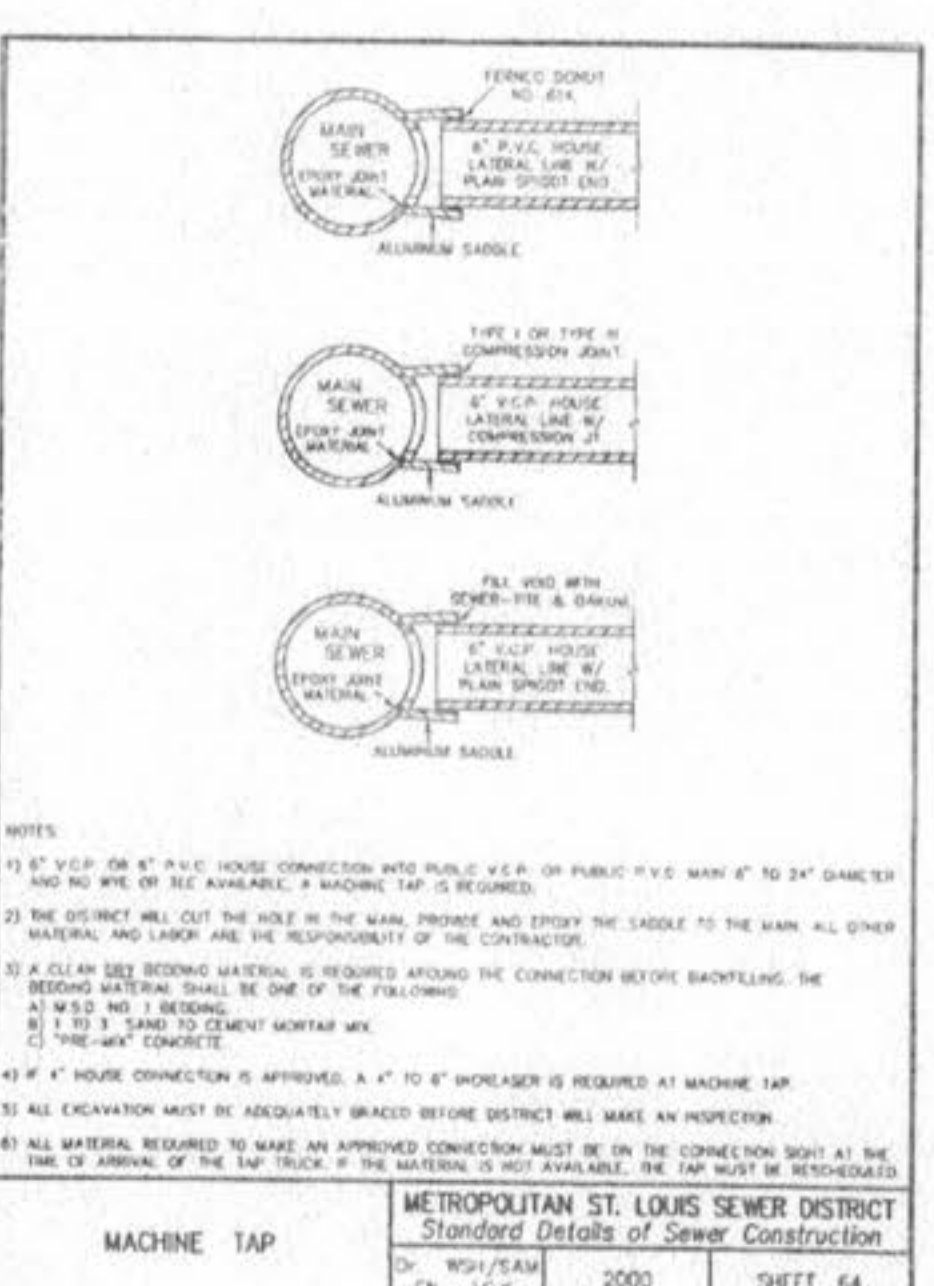 FERNCO DONUT
NO.
MAIN
SEWER
EPOXY JOINT
MATERIAL
6" P.V.C. HOUSE
LATERAL LINE W/
PLAIN SPIGOT END.
ALUMINUM SADDLE.
COMPRESSION JOINT.
MAIN
SEWER
EPOXY JOINT
MATERIAL
6" V.C.P. HOUSE
LATERAL LINE W/
COMPRESSION JT.
ALUMINUM SADDLE.
FILL VOID WITH
SEWER-TITE & OAKUM.
MAIN
SEWER
EPOXY JOINT
MATERIAL
6" V.C.P. HOUSE
LATERAL LINE W/
PLAIN SPIGOT END.
ALUMINUM SADDLE.
NOTES:
1) 6" V.C.P. OR 6" P.V.C. HOUSE CONNECTION INTO PUBLIC V.C.P. OR PUBLIC P.V.C. MAIN TO 24" DIAMETER
AND NO WYE OR TEE AVAILABLE, A MACHINE TAP IS REQUIRED.
2) THE DISTRICT WILL CUT THE HOLE IN THE MAIN, PROVIDE AND EPOXY THE SADDLE TO THE MAIN. ALL OTHER
MATERIAL AND LABOR ARE THE RESPONSIBILITY OF THE CONTRACTOR.
3) A CLEAN DRY BEDDING MATERIAL IS REQUIRED AROUND THE CONNECTION BEFORE BACKFILLING. THE
BEDDING MATERIAL SHALL BE ONE OF THE FOLLOWING:
A) M.S.D. NO. 1 BEDDING.
B) 1 TO 3 SAND TO CEMENT MORTAR MIX.
C) "PRE-MIX" CONCRETE.
4) IF 4" HOUSE CONNECTION IS APPROVED, A 4" TO 6" INCREASER IS REQUIRED AT MACHINE TAP.
5) ALL EXCAVATION MUST BE ADEQUATELY BRACED BEFORE DISTRICT WILL MAKE AN INSPECTION.
6) ALL MATERIAL REQUIRED TO MAKE AN APPROVED CONNECTION MUST BE ON THE CONNECTION SIGHT AT THE
TIME OF ARRIVAL OF THE TAP TRUCK. IF THE MATERIAL IS NOT AVAILABLE, THE TAP MUST BE RESCHEDULED.
MACHINE TAP
METROPOLITAN ST. LOUIS SEWER DISTRICT
Standard Details of Sewer Construction
Dr. WSH/SAM
2000
SHEET 64